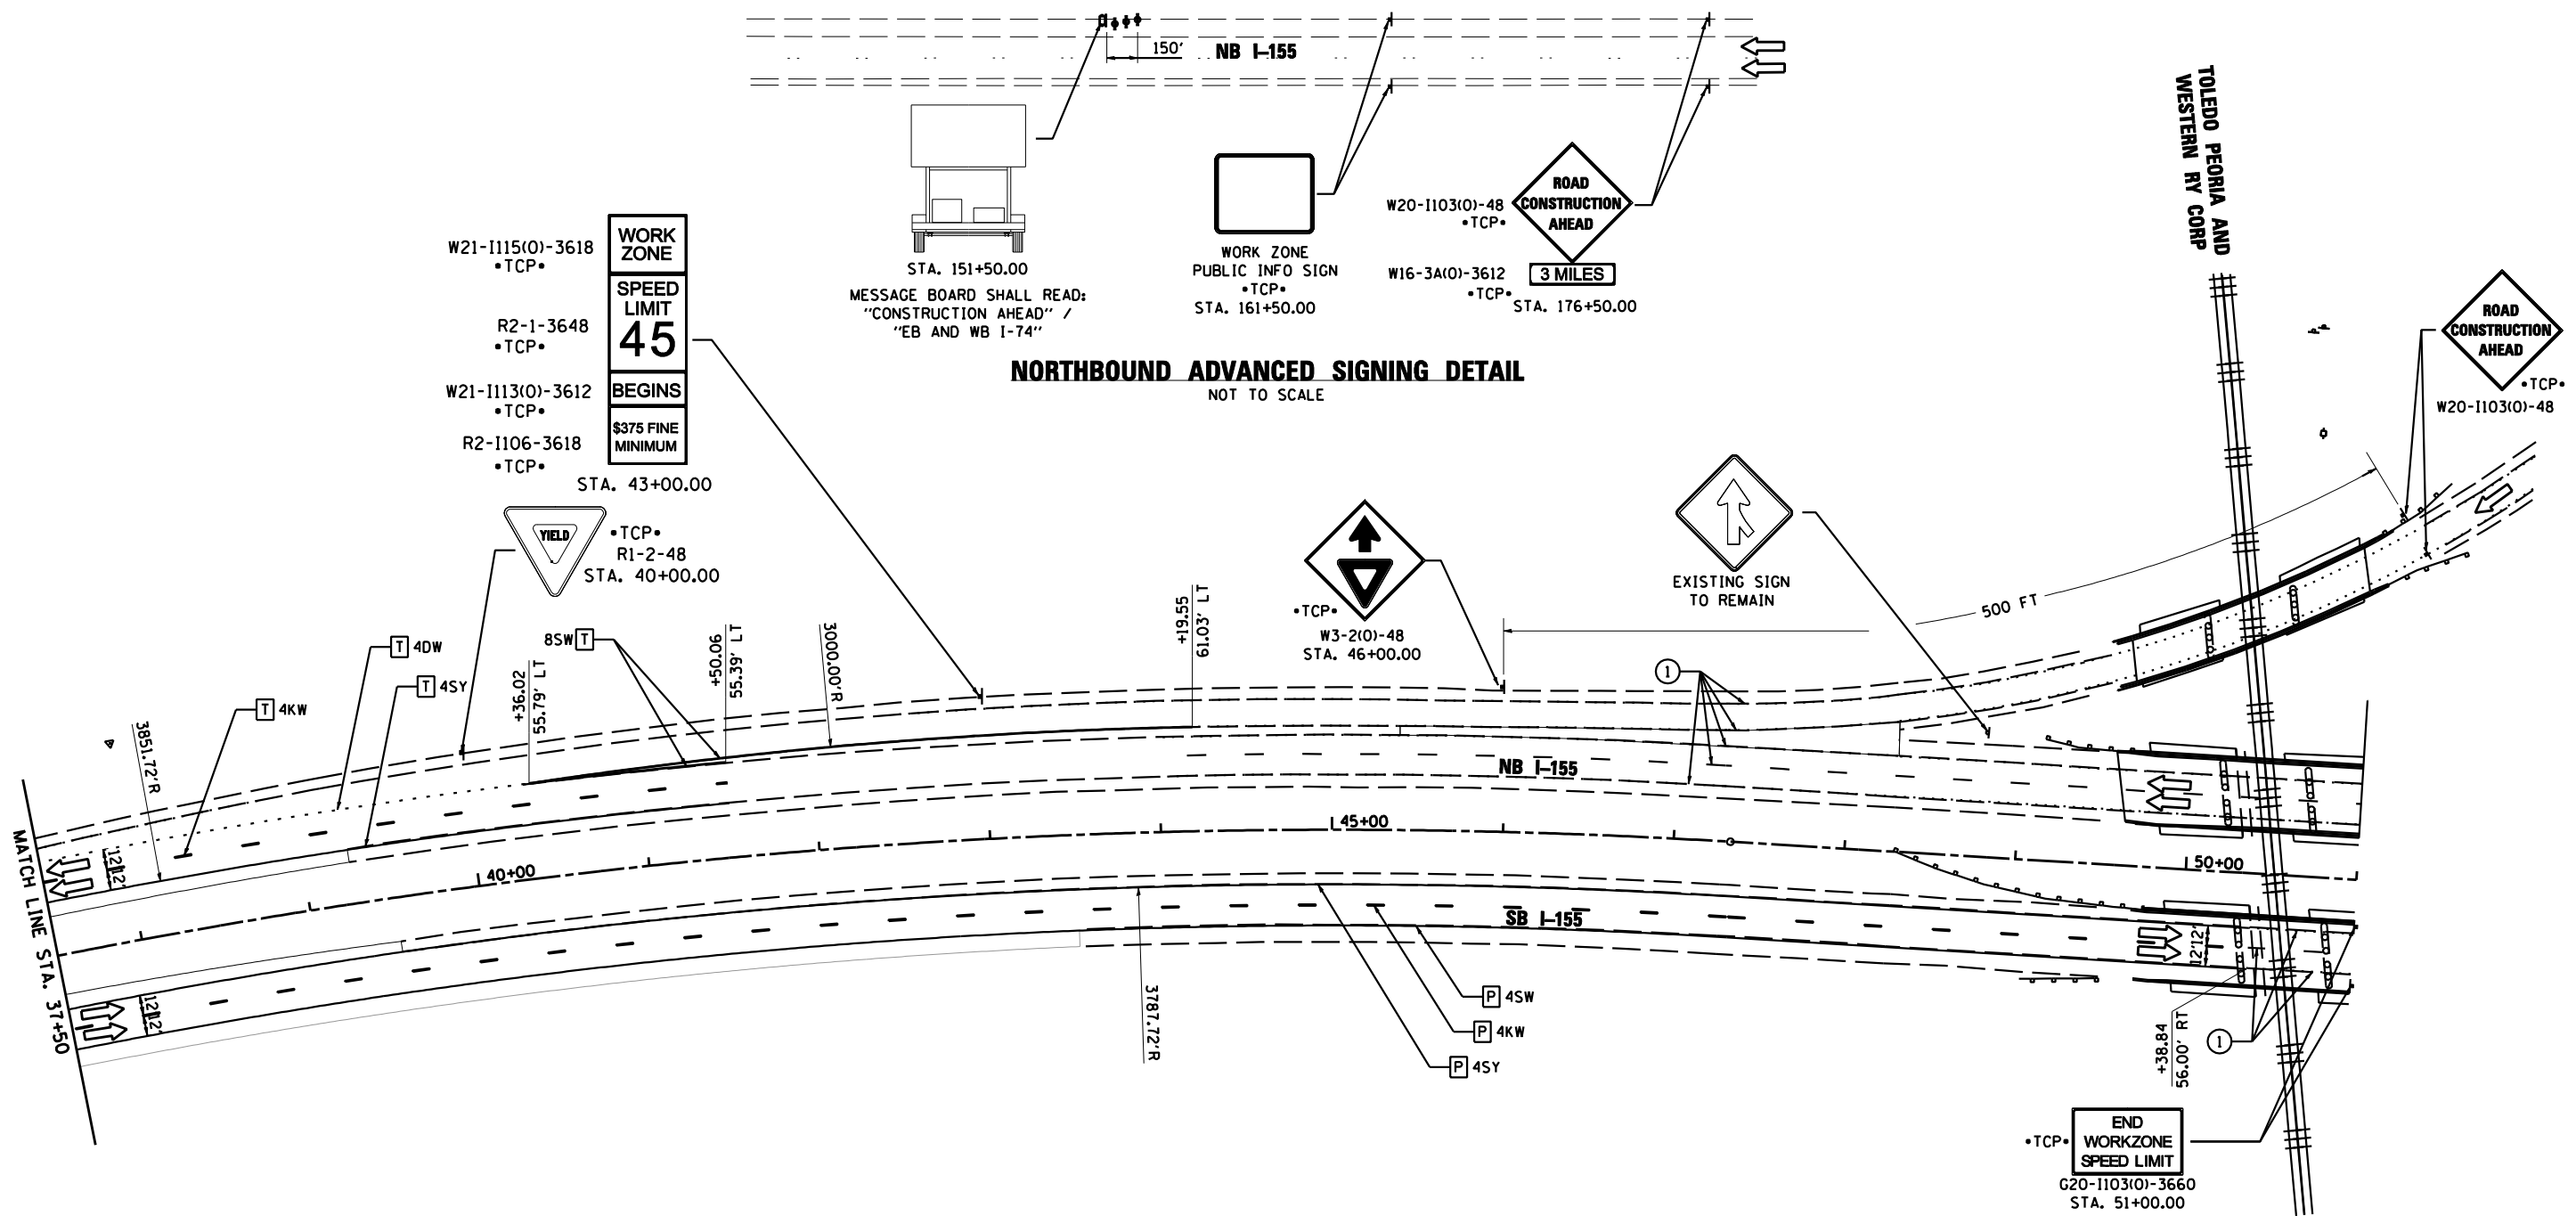 150'
NB I-155
TOLEDO PEORIA AND
WESTERN RY CORP
STA. 151+50.00
MESSAGE BOARD SHALL READ:
"CONSTRUCTION AHEAD" /
"EB AND WB I-74"
WORK ZONE
PUBLIC INFO SIGN
•TCP•
STA. 161+50.00
W20-I103(O)-48
•TCP•
ROAD
CONSTRUCTION
AHEAD
W16-3A(O)-3612
•TCP•
3 MILES
STA. 176+50.00
NORTHBOUND ADVANCED SIGNING DETAIL
NOT TO SCALE
W21-I115(O)-3618
•TCP•
WORK
ZONE
R2-1-3648
•TCP•
SPEED
LIMIT
45
W21-I113(O)-3612
•TCP•
BEGINS
R2-I106-3618
•TCP•
$375 FINE
MINIMUM
STA. 43+00.00
YIELD
•TCP•
R1-2-48
STA. 40+00.00
ROAD
CONSTRUCTION
AHEAD
•TCP•
W20-I103(O)-48
EXISTING SIGN
TO REMAIN
•TCP•
W3-2(O)-48
STA. 46+00.00
500 FT
T 4DW
8SW T
T 4SY
T 4KW
+36.02
55.79' LT
+50.06
55.39' LT
3000.00'R
+19.55
61.03' LT
3851.72'R
1
NB I-155
45+00
40+00
50+00
12'
12'
MATCH LINE STA. 37+50
12'
12'
SB I-155
12'
12'
3787.72'R
P 4SW
P 4KW
P 4SY
+38.84
56.00' RT
1
•TCP•
END
WORKZONE
SPEED LIMIT
G20-I103(O)-3660
STA. 51+00.00